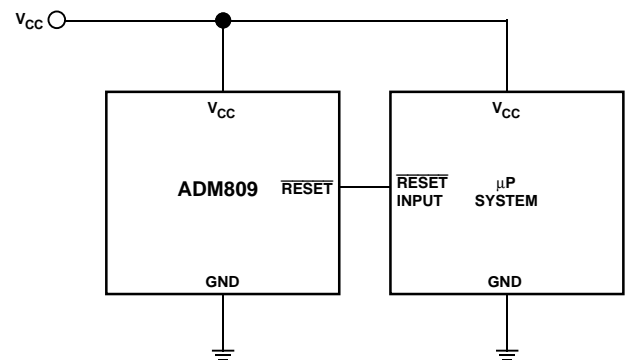 VCC
VCC
ADM809
RESET
GND
VCC
RESET
INPUT
μP
SYSTEM
GND